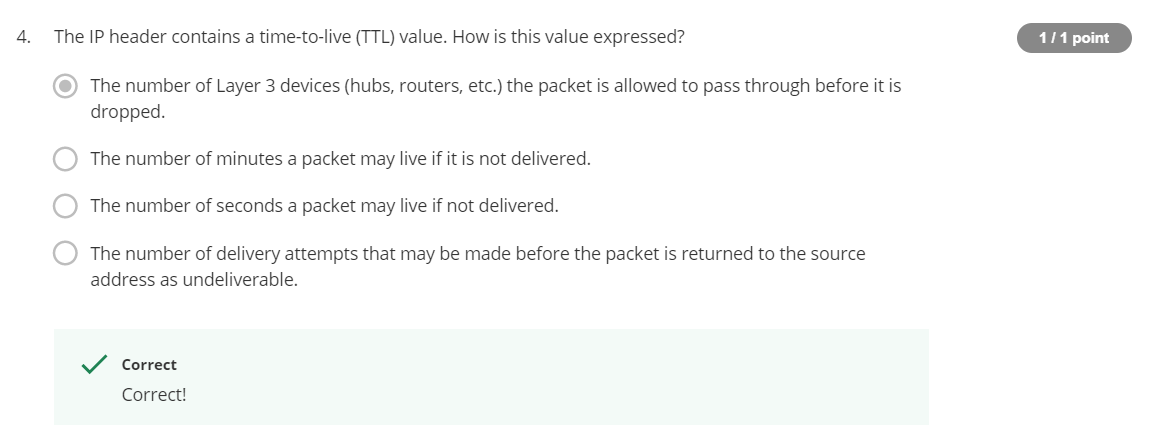 4. The IP header contains a time-to-live (TTL) value. How is this value expressed?
1 / 1 point
The number of Layer 3 devices (hubs, routers, etc.) the packet is allowed to pass through before it is
dropped.
The number of minutes a packet may live if it is not delivered.
The number of seconds a packet may live if not delivered.
The number of delivery attempts that may be made before the packet is returned to the source
address as undeliverable.
Correct
Correct!